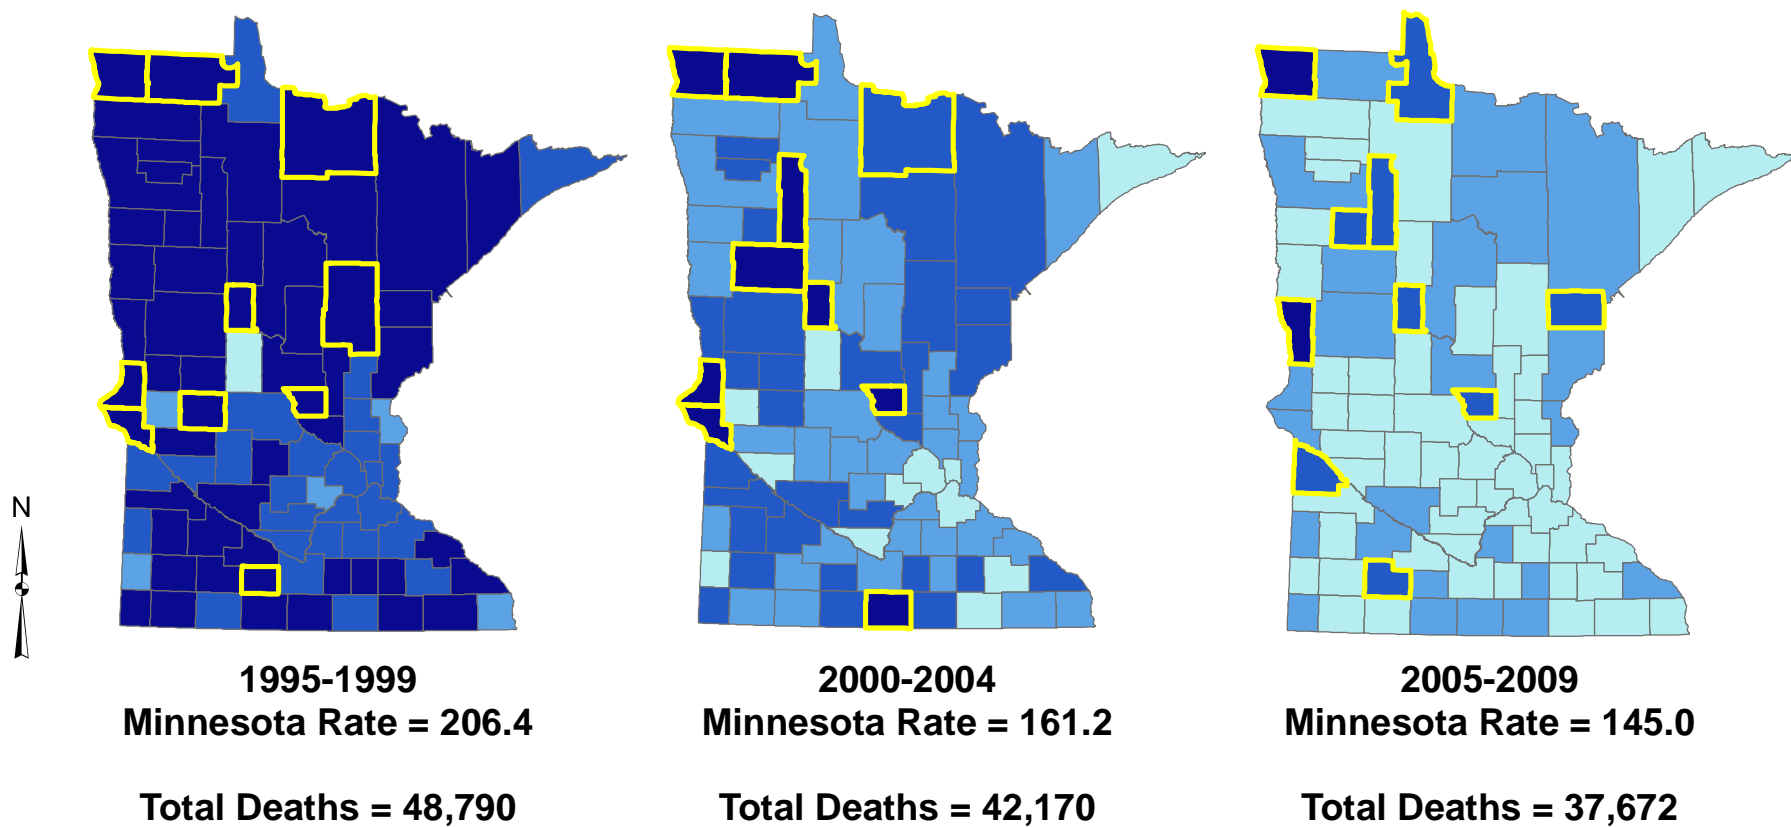 N
1995-1999
Minnesota Rate = 206.4
Total Deaths = 48,790
2000-2004
Minnesota Rate = 161.2
Total Deaths = 42,170
2005-2009
Minnesota Rate = 145.0
Total Deaths = 37,672